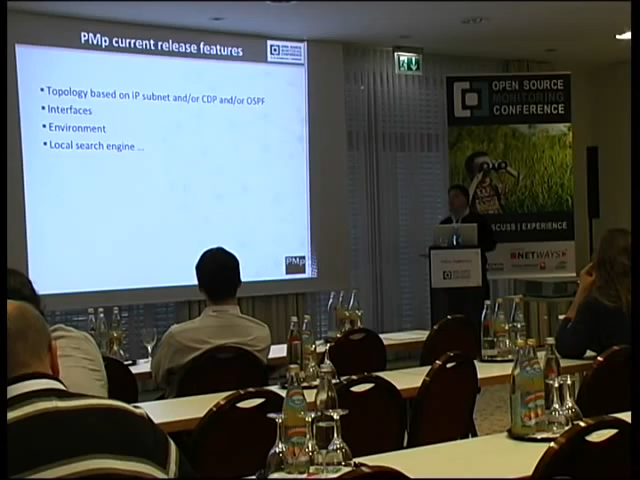 PMp current release features
• Topology based on IP subnet and/or CDP and/or OSPF
• Interfaces
• Environment
• Local search engine ...
PMp
OPEN SOURCE
MONITORING
CONFERENCE
SCUSS | EXPERIENCE
NETWAYS